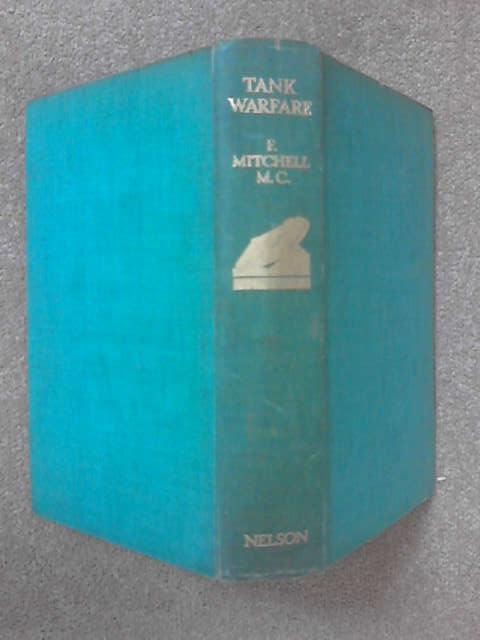 TANK
WARFARE
F.
MITCHELL
M.C.
NELSON